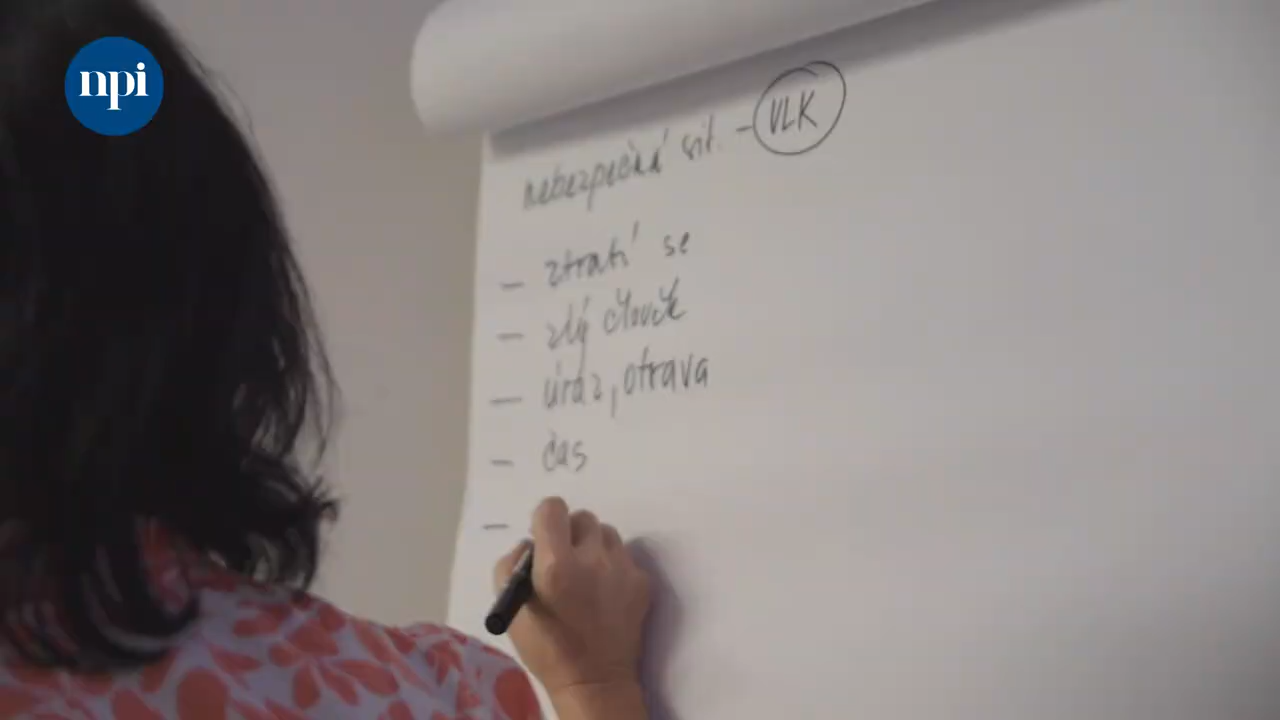 npi
nebezpečná sit. – VLK
– ztratí se
– zlý člověk
– úraz, otrava
– čas
–